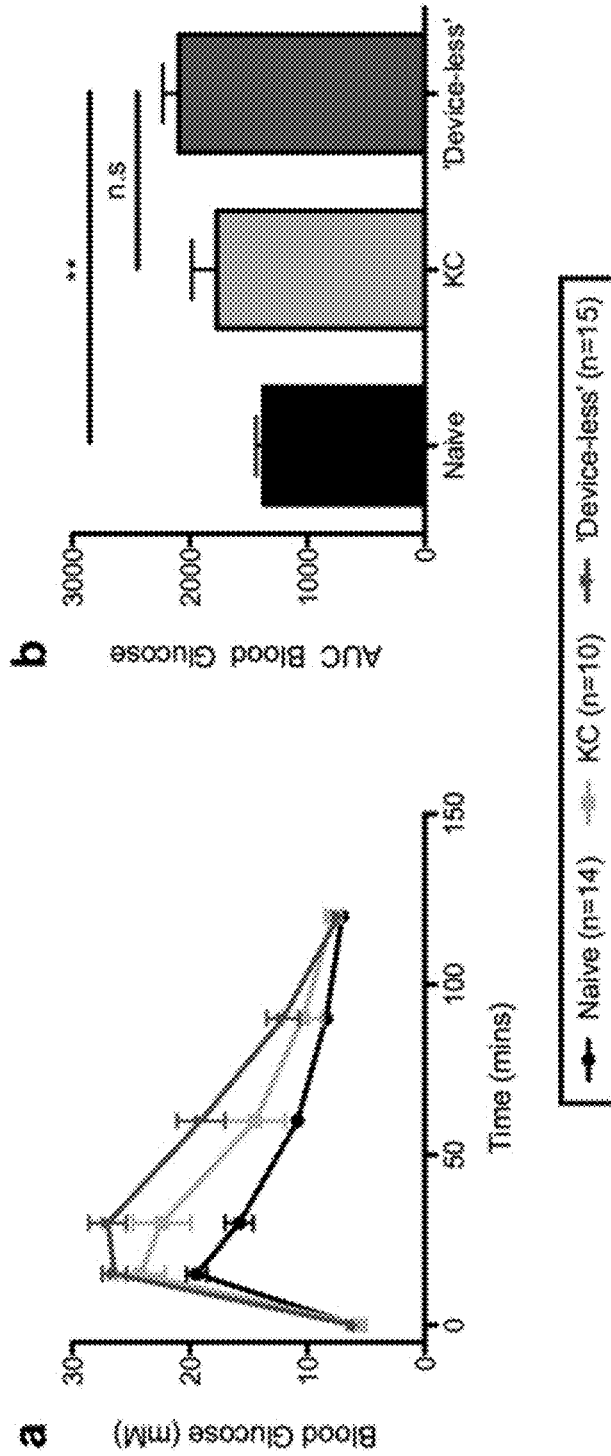 a
Blood Glucose (mM)
30
20
10
0
0
50
100
150
Time (mins)
b
AUC Blood Glucose
3000
2000
1000
0
**
n.s
Naive
KC
'Device-less'
Naive (n=14) KC (n=10) 'Device-less' (n=15)